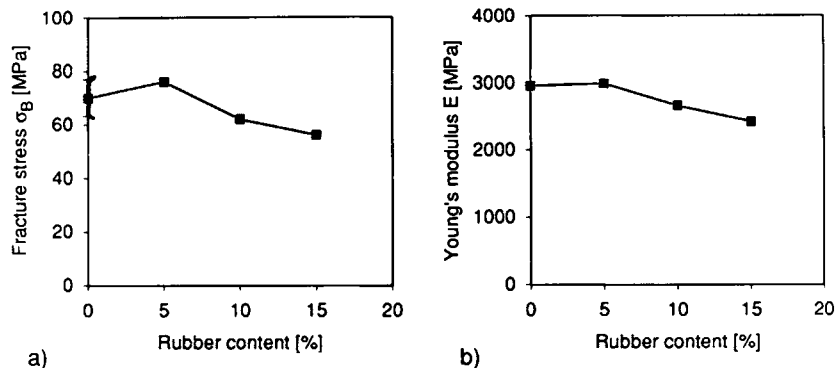 100
80
60
40
20
0
Fracture stress σB [MPa]
0 5 10 15 20
Rubber content [%]
a)
4000
3000
2000
1000
0
Young's modulus E [MPa]
0 5 10 15 20
Rubber content [%]
b)